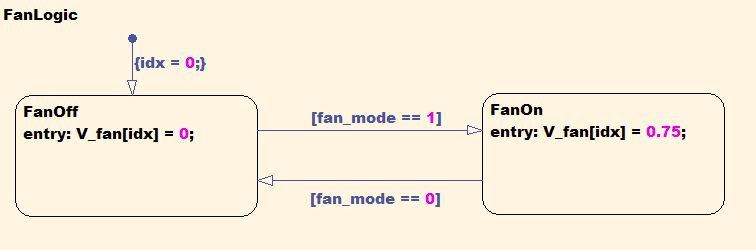 FanLogic
{idx = 0;}
FanOff
entry: V_fan[idx] = 0;
[fan_mode == 1]
FanOn
entry: V_fan[idx] = 0.75;
[fan_mode == 0]